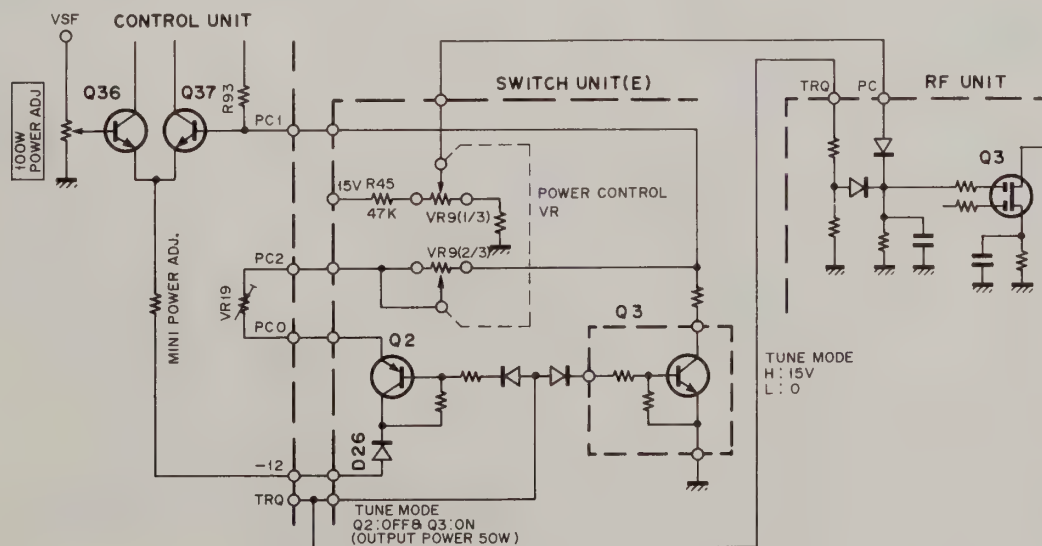 VSF
CONTROL UNIT
Q36
Q37
R93
100W
POWER ADJ
PC1
SWITCH UNIT(E)
TRQ
PC
RF UNIT
Q3
15V
R45
47K
VR9(1/3)
POWER CONTROL
VR
VR9(2/3)
PC2
MINI POWER ADJ.
VR19
PC0
Q2
Q3
TUNE MODE
H:15V
L:0
D26
-12
TRQ
TUNE MODE
Q2:OFF& Q3:ON
(OUTPUT POWER 50W)